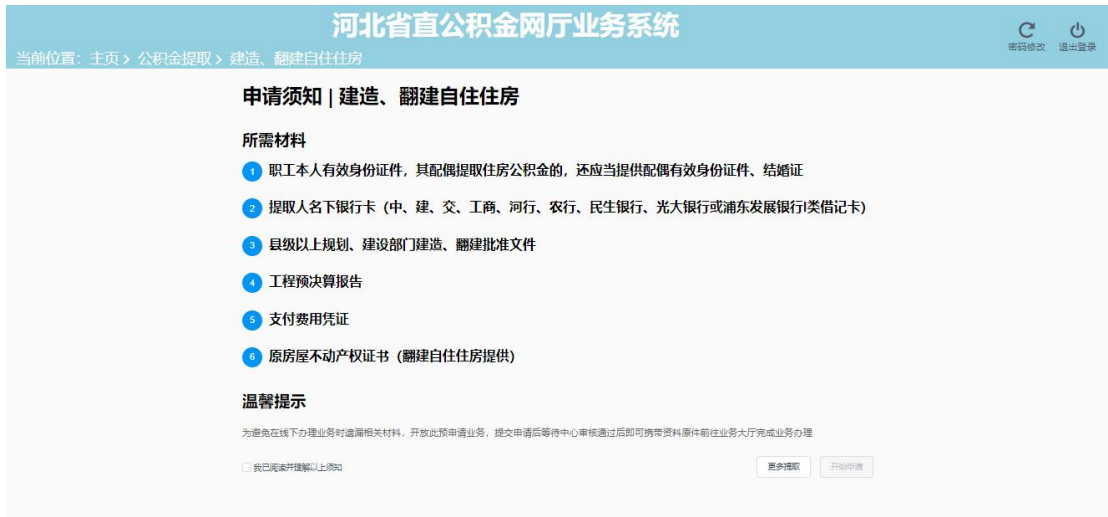 河北省直公积金网厅业务系统
密码修改 退出登录
当前位置：主页 > 公积金提取 > 建造、翻建自住住房
申请须知 | 建造、翻建自住住房
所需材料
1 职工本人有效身份证件，其配偶提取住房公积金的，还应当提供配偶有效身份证件、结婚证
2 提取人名下银行卡（中、建、交、工商、河行、农行、民生银行、光大银行或浦东发展银行I类借记卡）
3 县级以上规划、建设部门建造、翻建批准文件
4 工程预决算报告
5 支付费用凭证
6 原房屋不动产权证书（翻建自住住房提供）
温馨提示
为避免在线下办理业务时遗漏相关材料，开放此预申请业务，提交申请后等待中心审核通过后即可携带资料原件前往业务大厅完成业务办理
我已阅读并理解以上须知 更多提取 开始申请